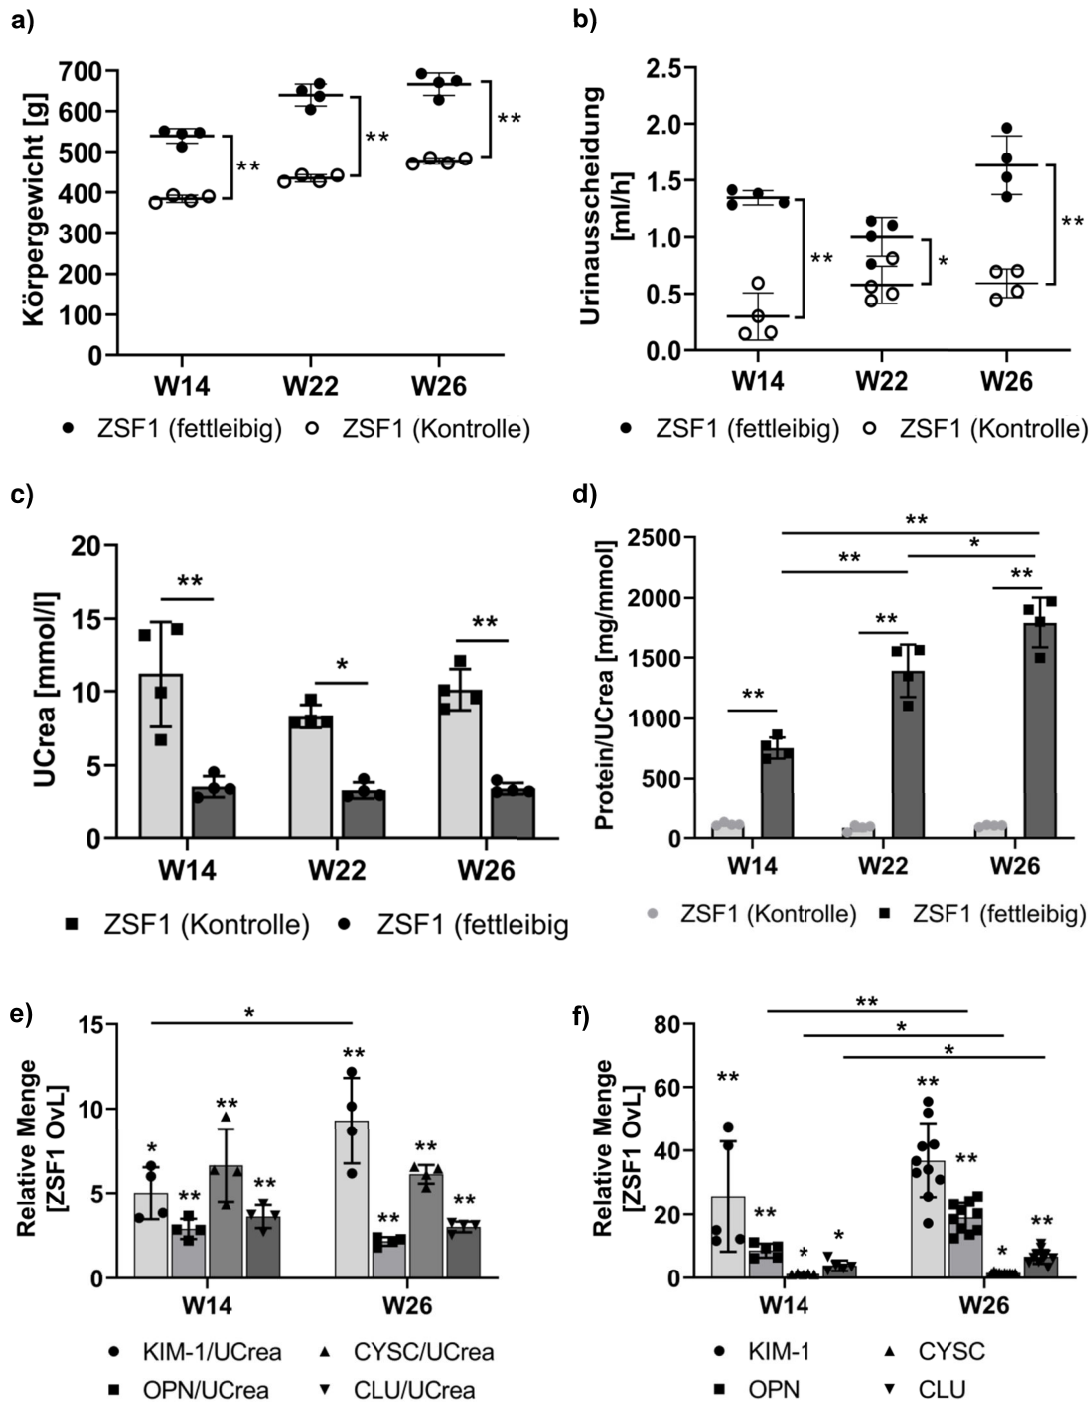 a)
Körpergewicht [g]
700
600
500
400
300
200
100
0
**
**
**
W14 W22 W26
● ZSF1 (fettleibig) ○ ZSF1 (Kontrolle)
b)
Urinausscheidung
[ml/h]
2.5
2.0
1.5
1.0
0.5
0.0
**
*
**
W14 W22 W26
● ZSF1 (fettleibig) ○ ZSF1 (Kontrolle)
c)
UCrea [mmol/l]
20
15
10
5
0
**
*
**
W14 W22 W26
■ ZSF1 (Kontrolle) ● ZSF1 (fettleibig
d)
Protein/UCrea [mg/mmol]
2500
2000
1500
1000
500
0
**
*
**
**
**
**
W14 W22 W26
● ZSF1 (Kontrolle) ■ ZSF1 (fettleibig)
e)
Relative Menge
[ZSF1 OvL]
15
10
5
0
*
* ** ** **
** ** ** **
W14 W26
● KIM-1/UCrea ▲ CYSC/UCrea
■ OPN/UCrea ▼ CLU/UCrea
f)
Relative Menge
[ZSF1 OvL]
80
60
40
20
0
**
*
*
** ** * *
** ** * **
W14 W26
● KIM-1 ▲ CYSC
■ OPN ▼ CLU